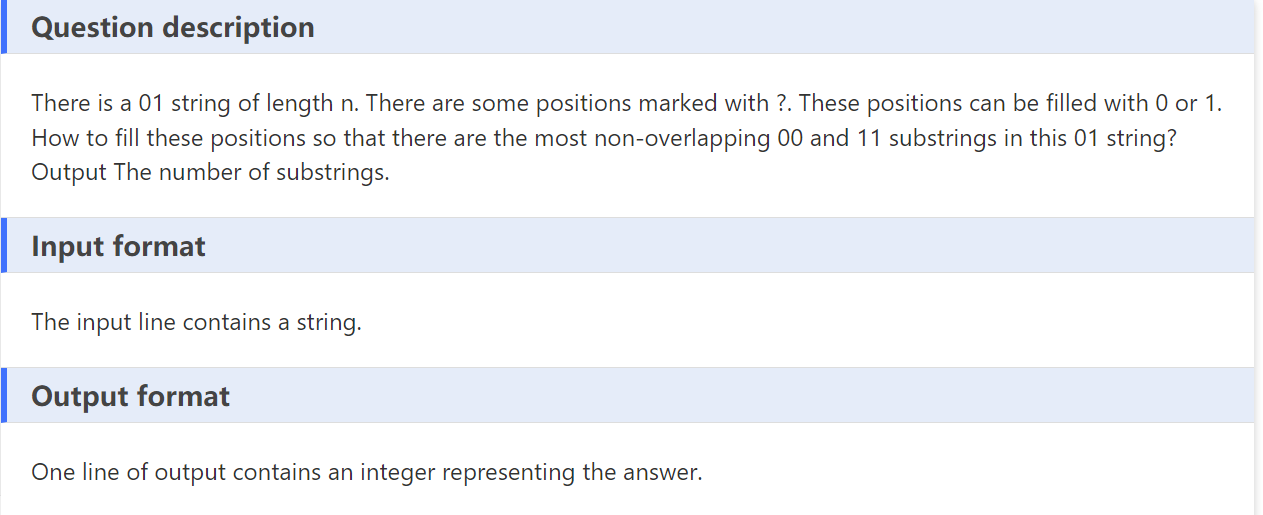 Question description
There is a 01 string of length n. There are some positions marked with ?. These positions can be filled with 0 or 1.
How to fill these positions so that there are the most non-overlapping 00 and 11 substrings in this 01 string?
Output The number of substrings.
Input format
The input line contains a string.
Output format
One line of output contains an integer representing the answer.